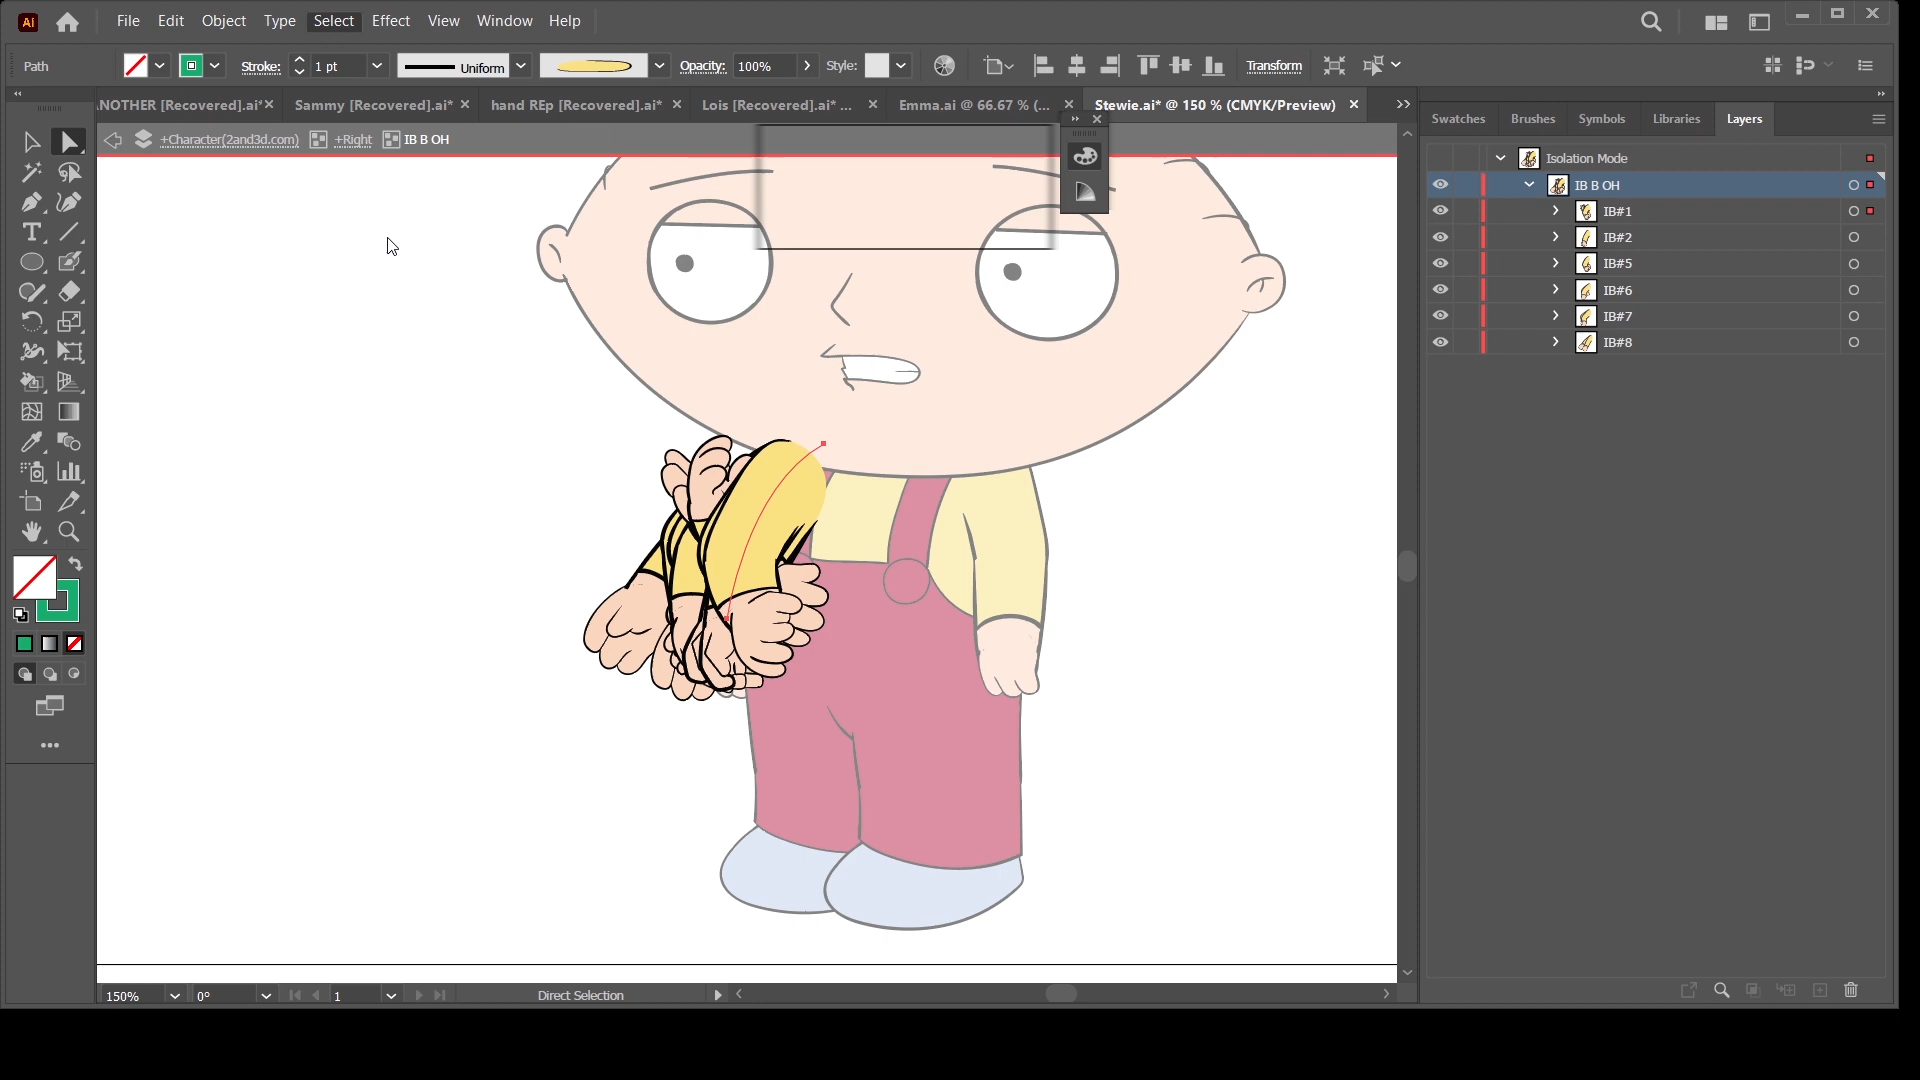 Ai File Edit Object Type Select Effect View Window Help
Path Stroke: 1 pt Uniform Opacity: 100% Style: Transform
NOTHER [Recovered].ai* Sammy [Recovered].ai* hand REp [Recovered].ai* Lois [Recovered].ai* ... Emma.ai @ 66.67 % (... Stewie.ai* @ 150 % (CMYK/Preview)
Swatches Brushes Symbols Libraries Layers
+Character(2and3d.com) +Right IB B OH
Isolation Mode
IB B OH
IB#1
IB#2
IB#5
IB#6
IB#7
IB#8
150% 0° 1 Direct Selection